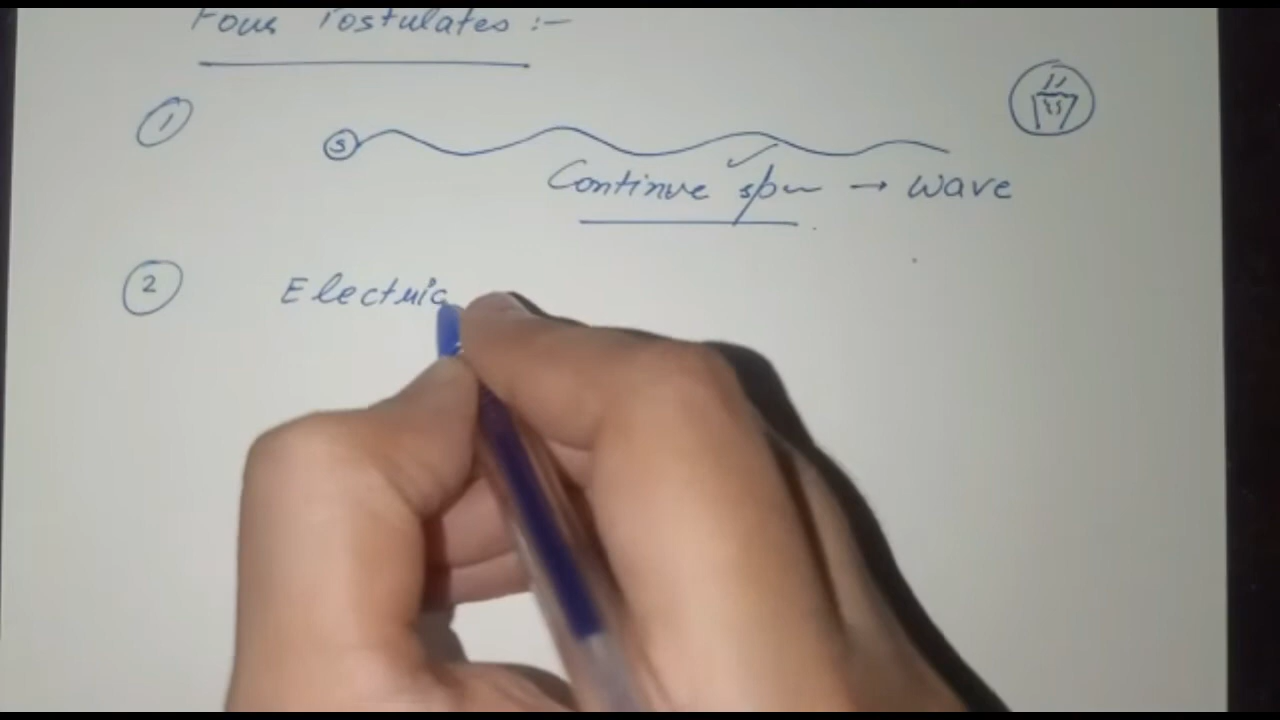 Four Postulates :-
1
S
Continue spu → wave
2 Electric